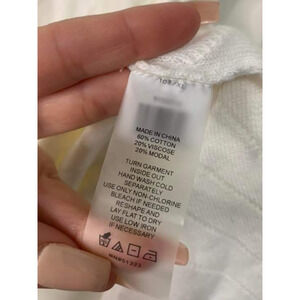 MADE IN CHINA
60% COTTON
20% VISCOSE
20% MODAL
TURN GARMENT
INSIDE OUT
HAND WASH COLD
SEPARATELY
USE ONLY NON-CHLORINE
BLEACH IF NEEDED
RESHAPE AND
LAY FLAT TO DRY
USE LOW IRON
IF NECESSARY